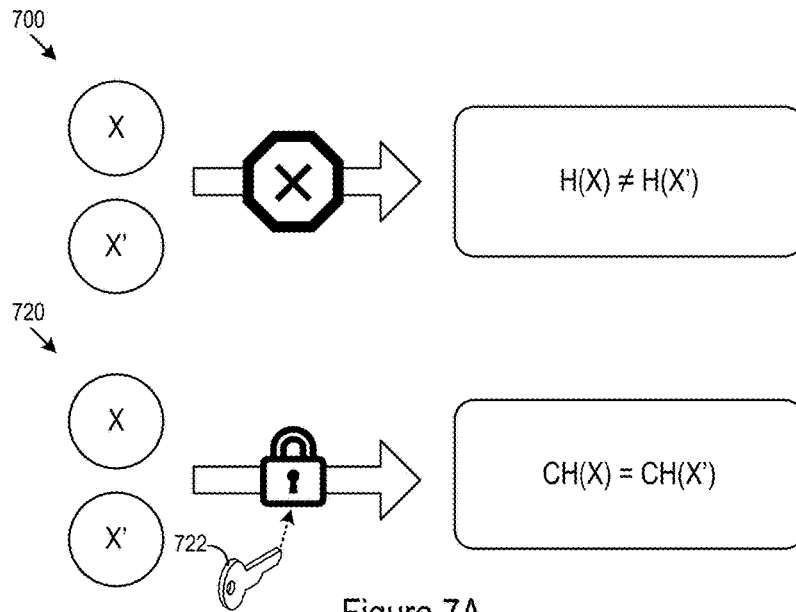 700
X
X'
H(X) ≠ H(X')
720
X
X'
CH(X) = CH(X')
722
Figure 7A